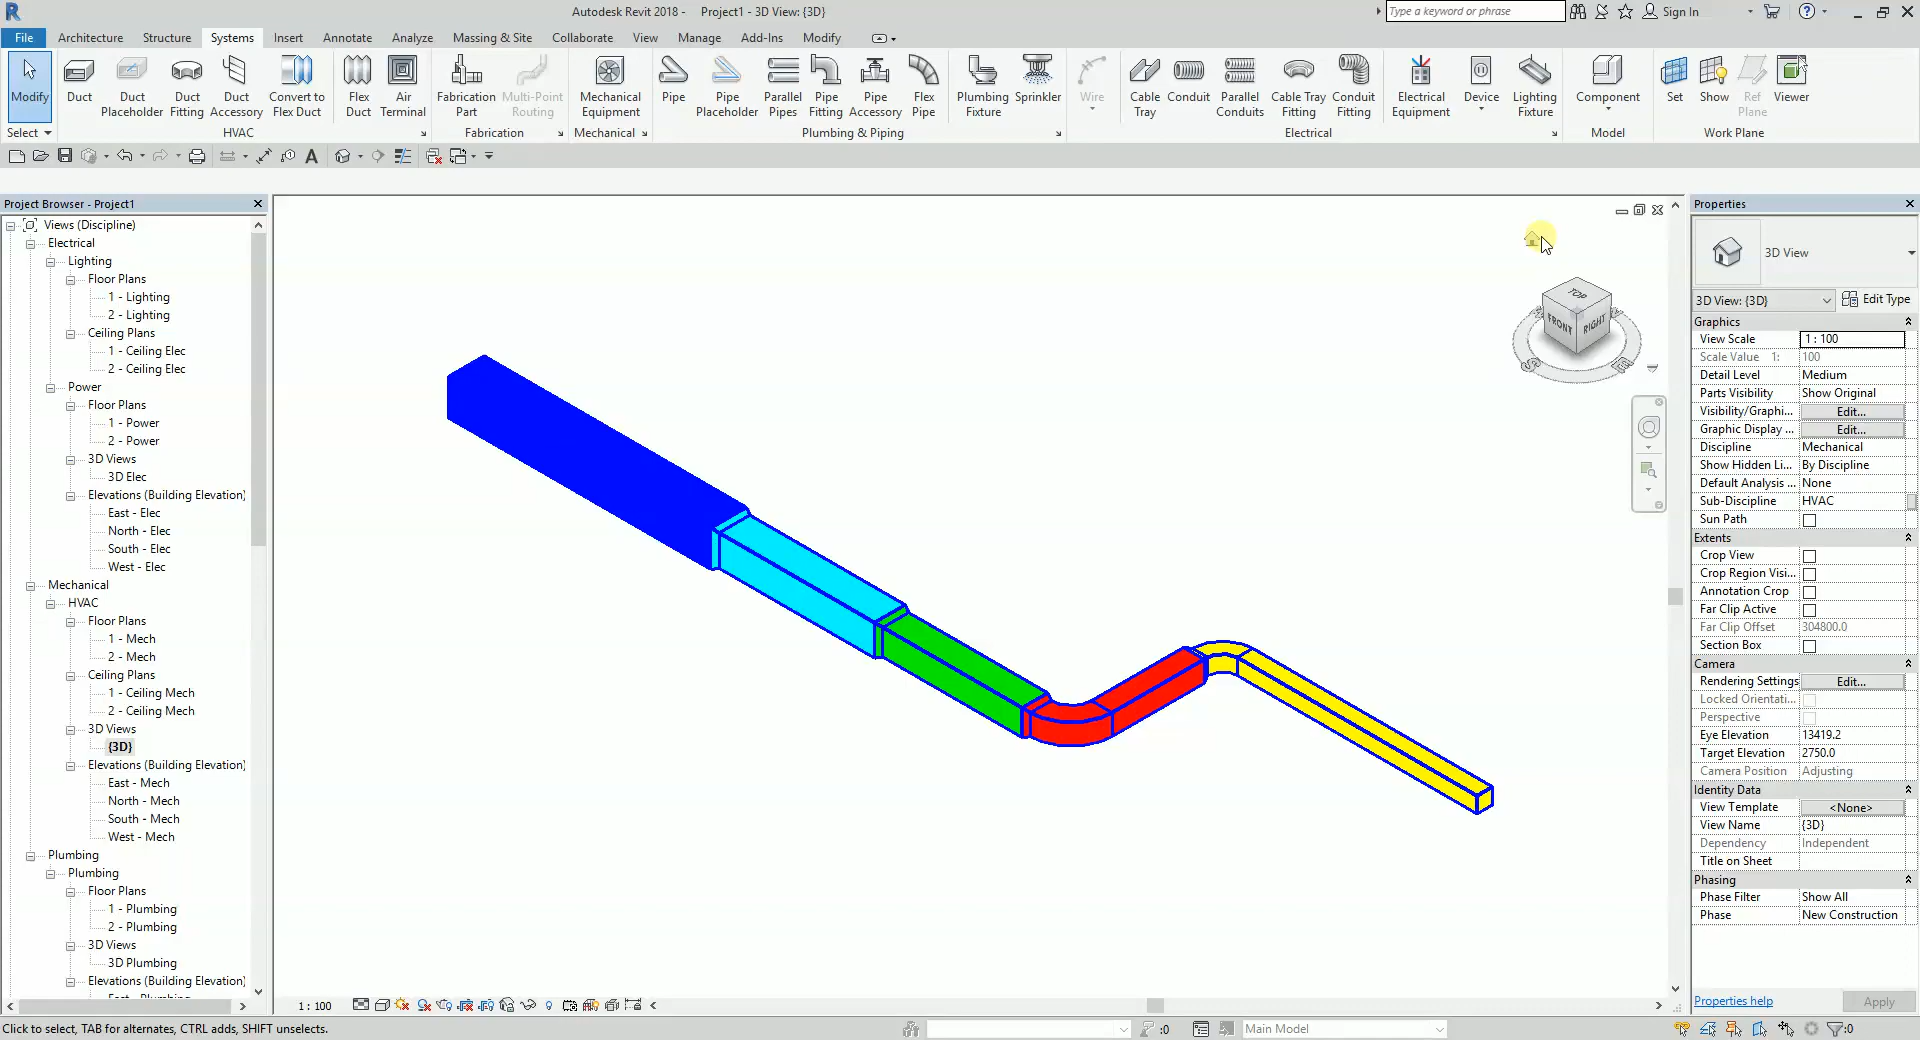 Autodesk Revit 2018 -    Project1 - 3D View: {3D}
Type a keyword or phrase
Sign In
File Architecture Structure Systems Insert Annotate Analyze Massing & Site Collaborate View Manage Add-Ins Modify
Modify
Duct
Duct Placeholder
Duct Fitting
Duct Accessory
Convert to Flex Duct
Flex Duct
Air Terminal
Fabrication Part
Multi-Point Routing
Mechanical Equipment
Pipe
Pipe Placeholder
Parallel Pipes
Pipe Fitting
Pipe Accessory
Flex Pipe
Plumbing Fixture
Sprinkler
Wire
Cable Tray
Conduit
Parallel Conduits
Cable Tray Fitting
Conduit Fitting
Electrical Equipment
Device
Lighting Fixture
Component
Set
Show
Ref Plane
Viewer
Select HVAC Fabrication Mechanical Plumbing & Piping Electrical Model Work Plane
Project Browser - Project1
Views (Discipline)
Electrical
Lighting
Floor Plans
1 - Lighting
2 - Lighting
Ceiling Plans
1 - Ceiling Elec
2 - Ceiling Elec
Power
Floor Plans
1 - Power
2 - Power
3D Views
3D Elec
Elevations (Building Elevation)
East - Elec
North - Elec
South - Elec
West - Elec
Mechanical
HVAC
Floor Plans
1 - Mech
2 - Mech
Ceiling Plans
1 - Ceiling Mech
2 - Ceiling Mech
3D Views
{3D}
Elevations (Building Elevation)
East - Mech
North - Mech
South - Mech
West - Mech
Plumbing
Plumbing
Floor Plans
1 - Plumbing
2 - Plumbing
3D Views
3D Plumbing
Elevations (Building Elevation)
TOP
FRONT RIGHT
Properties
3D View
3D View: {3D} Edit Type
Graphics
View Scale 1 : 100
Scale Value 1: 100
Detail Level Medium
Parts Visibility Show Original
Visibility/Graphi... Edit...
Graphic Display ... Edit...
Discipline Mechanical
Show Hidden Li... By Discipline
Default Analysis ... None
Sub-Discipline HVAC
Sun Path
Extents
Crop View
Crop Region Visi...
Annotation Crop
Far Clip Active
Far Clip Offset 304800.0
Section Box
Camera
Rendering Settings Edit...
Locked Orientati...
Perspective
Eye Elevation 13419.2
Target Elevation 2750.0
Camera Position Adjusting
Identity Data
View Template <None>
View Name {3D}
Dependency Independent
Title on Sheet
Phasing
Phase Filter Show All
Phase New Construction
Properties help Apply
1 : 100
Click to select, TAB for alternates, CTRL adds, SHIFT unselects.
:0
Main Model
:0